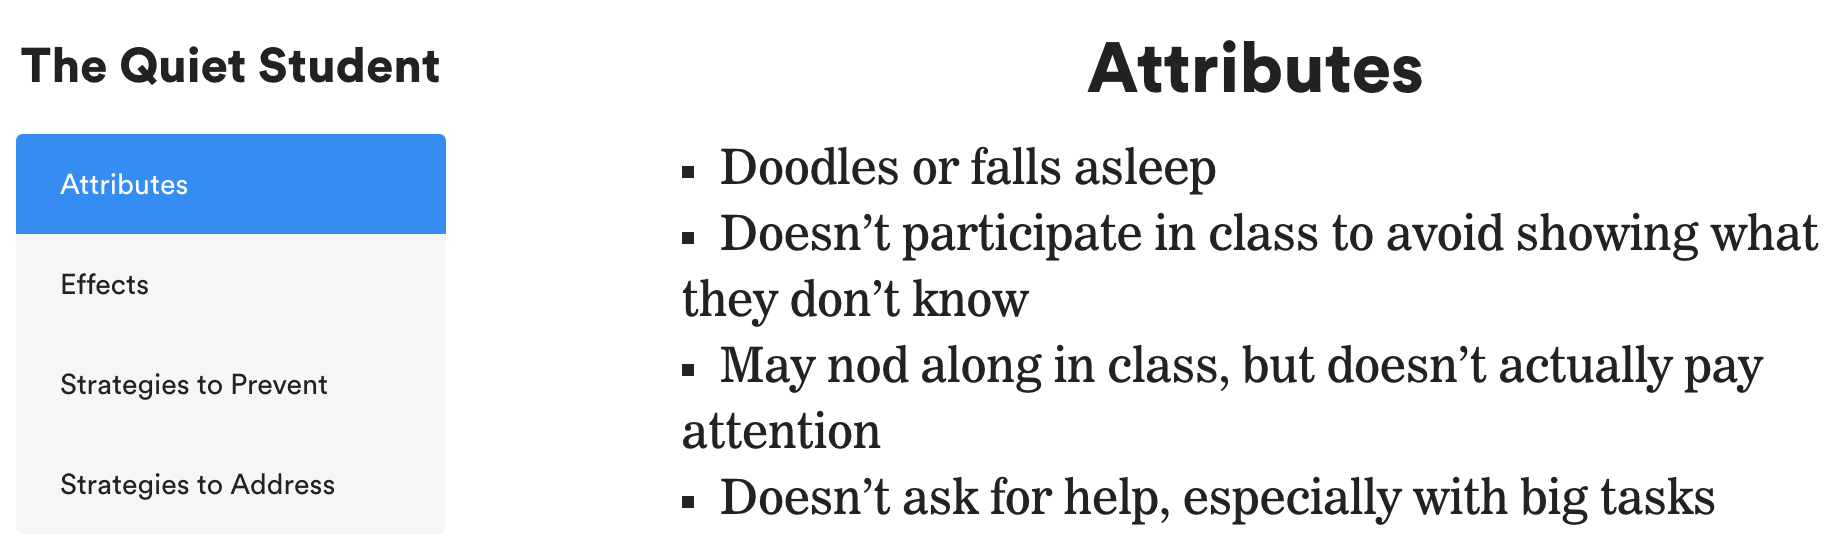 The Quiet Student
Attributes
Effects
Strategies to Prevent
Strategies to Address
Attributes
▪ Doodles or falls asleep
▪ Doesn’t participate in class to avoid showing what
they don’t know
▪ May nod along in class, but doesn’t actually pay
attention
▪ Doesn’t ask for help, especially with big tasks